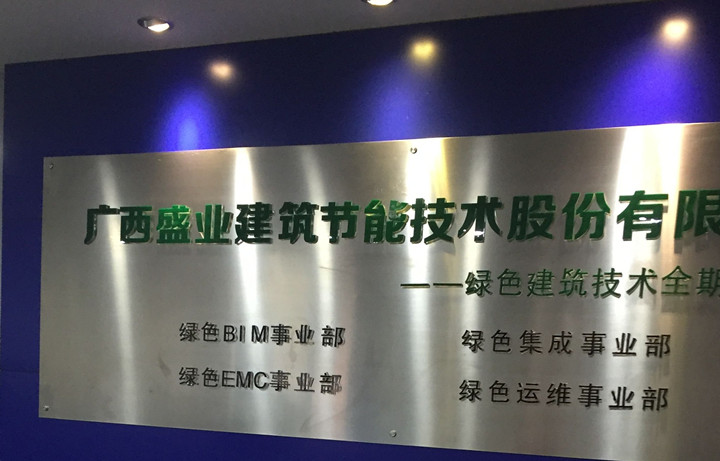 广西盛业建筑节能技术股份有限
——绿色建筑技术全期
绿色BIM事业部
绿色集成事业部
绿色EMC事业部
绿色运维事业部